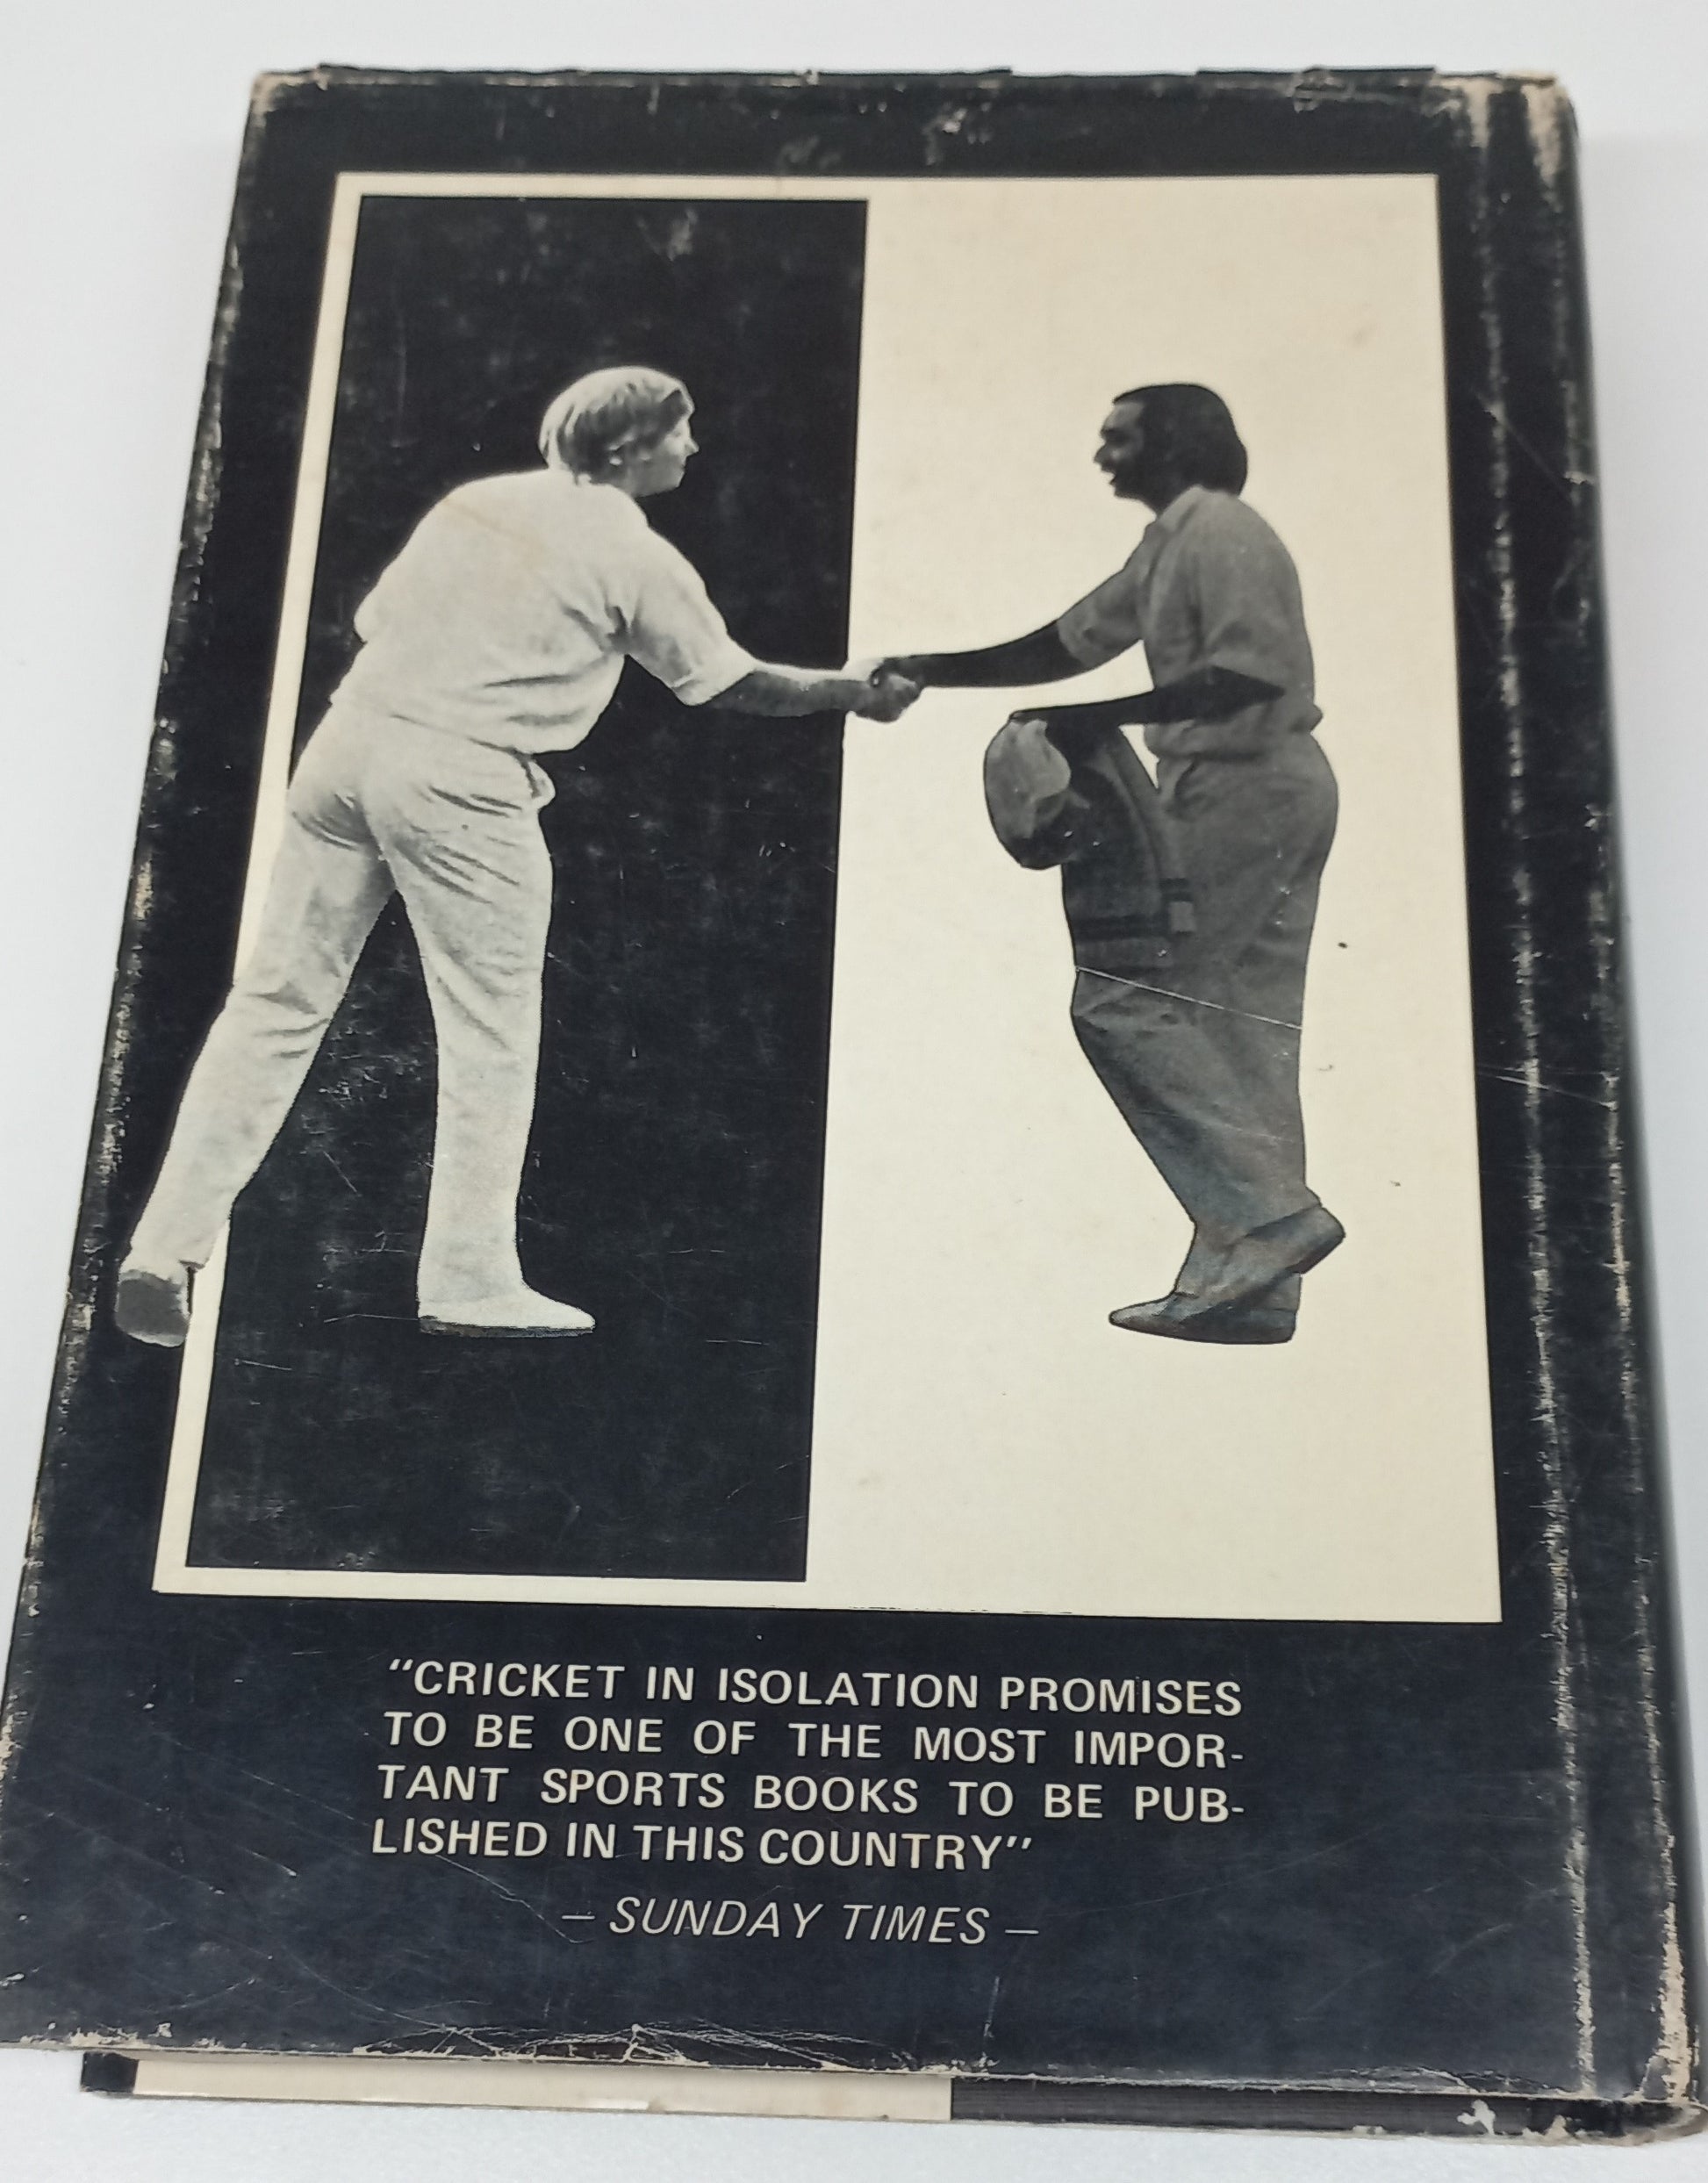 "CRICKET IN ISOLATION PROMISES
TO BE ONE OF THE MOST IMPOR-
TANT SPORTS BOOKS TO BE PUB-
LISHED IN THIS COUNTRY"
– SUNDAY TIMES –